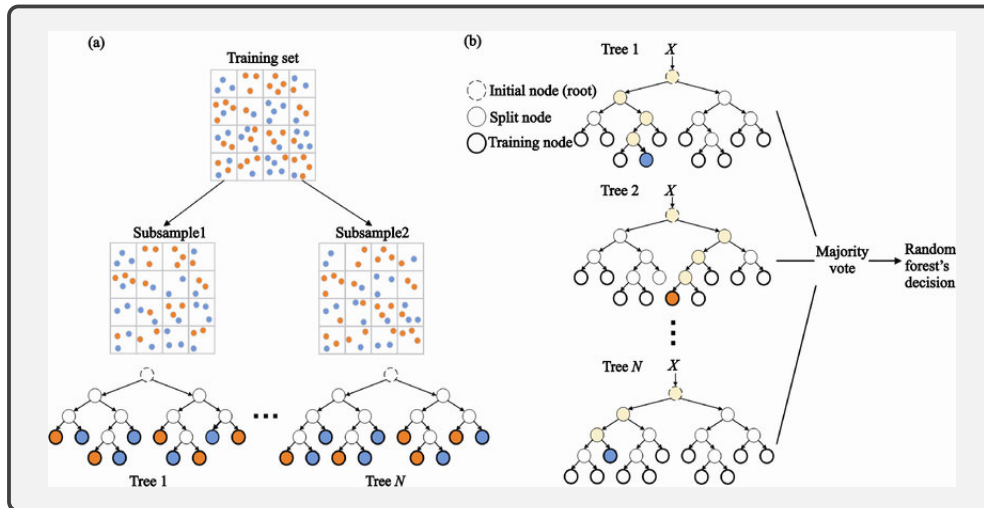 (a)
Training set
Subsample1
Subsample2
Tree 1
Tree N
(b)
Tree 1
X
Initial node (root)
Split node
Training node
Tree 2
X
Majority
vote
Random
forest's
decision
Tree N
X